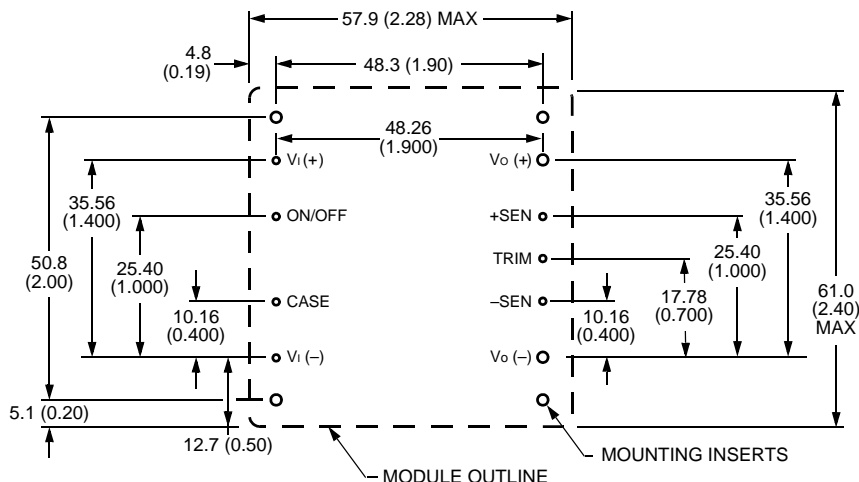 57.9 (2.28) MAX
4.8
(0.19)
48.3 (1.90)
48.26
(1.900)
VI (+)
VO (+)
35.56
(1.400)
35.56
(1.400)
ON/OFF
+SEN
50.8
(2.00)
25.40
(1.000)
TRIM
25.40
(1.000)
17.78
(0.700)
61.0
(2.40)
MAX
10.16
(0.400)
CASE
–SEN
10.16
(0.400)
VI (–)
VO (–)
5.1 (0.20)
12.7 (0.50)
MOUNTING INSERTS
MODULE OUTLINE